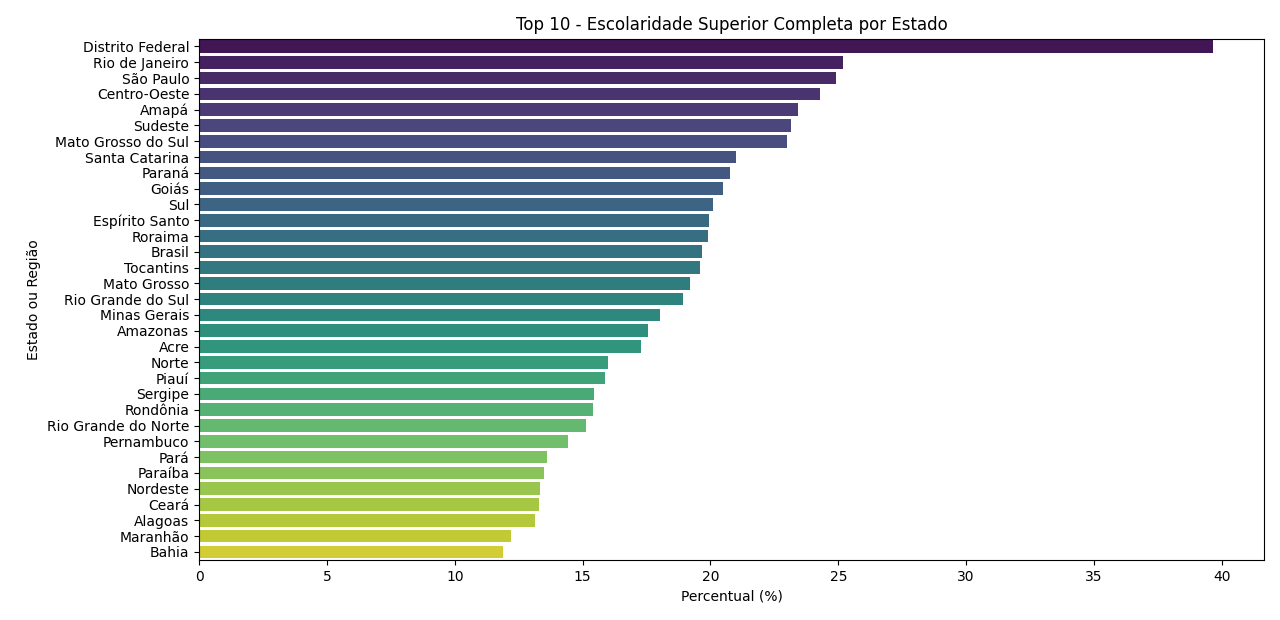 Top 10 - Escolaridade Superior Completa por Estado
Estado ou Região
Distrito Federal
Rio de Janeiro
São Paulo
Centro-Oeste
Amapá
Sudeste
Mato Grosso do Sul
Santa Catarina
Paraná
Goiás
Sul
Espírito Santo
Roraima
Brasil
Tocantins
Mato Grosso
Rio Grande do Sul
Minas Gerais
Amazonas
Acre
Norte
Piauí
Sergipe
Rondônia
Rio Grande do Norte
Pernambuco
Pará
Paraíba
Nordeste
Ceará
Alagoas
Maranhão
Bahia
0 5 10 15 20 25 30 35 40
Percentual (%)